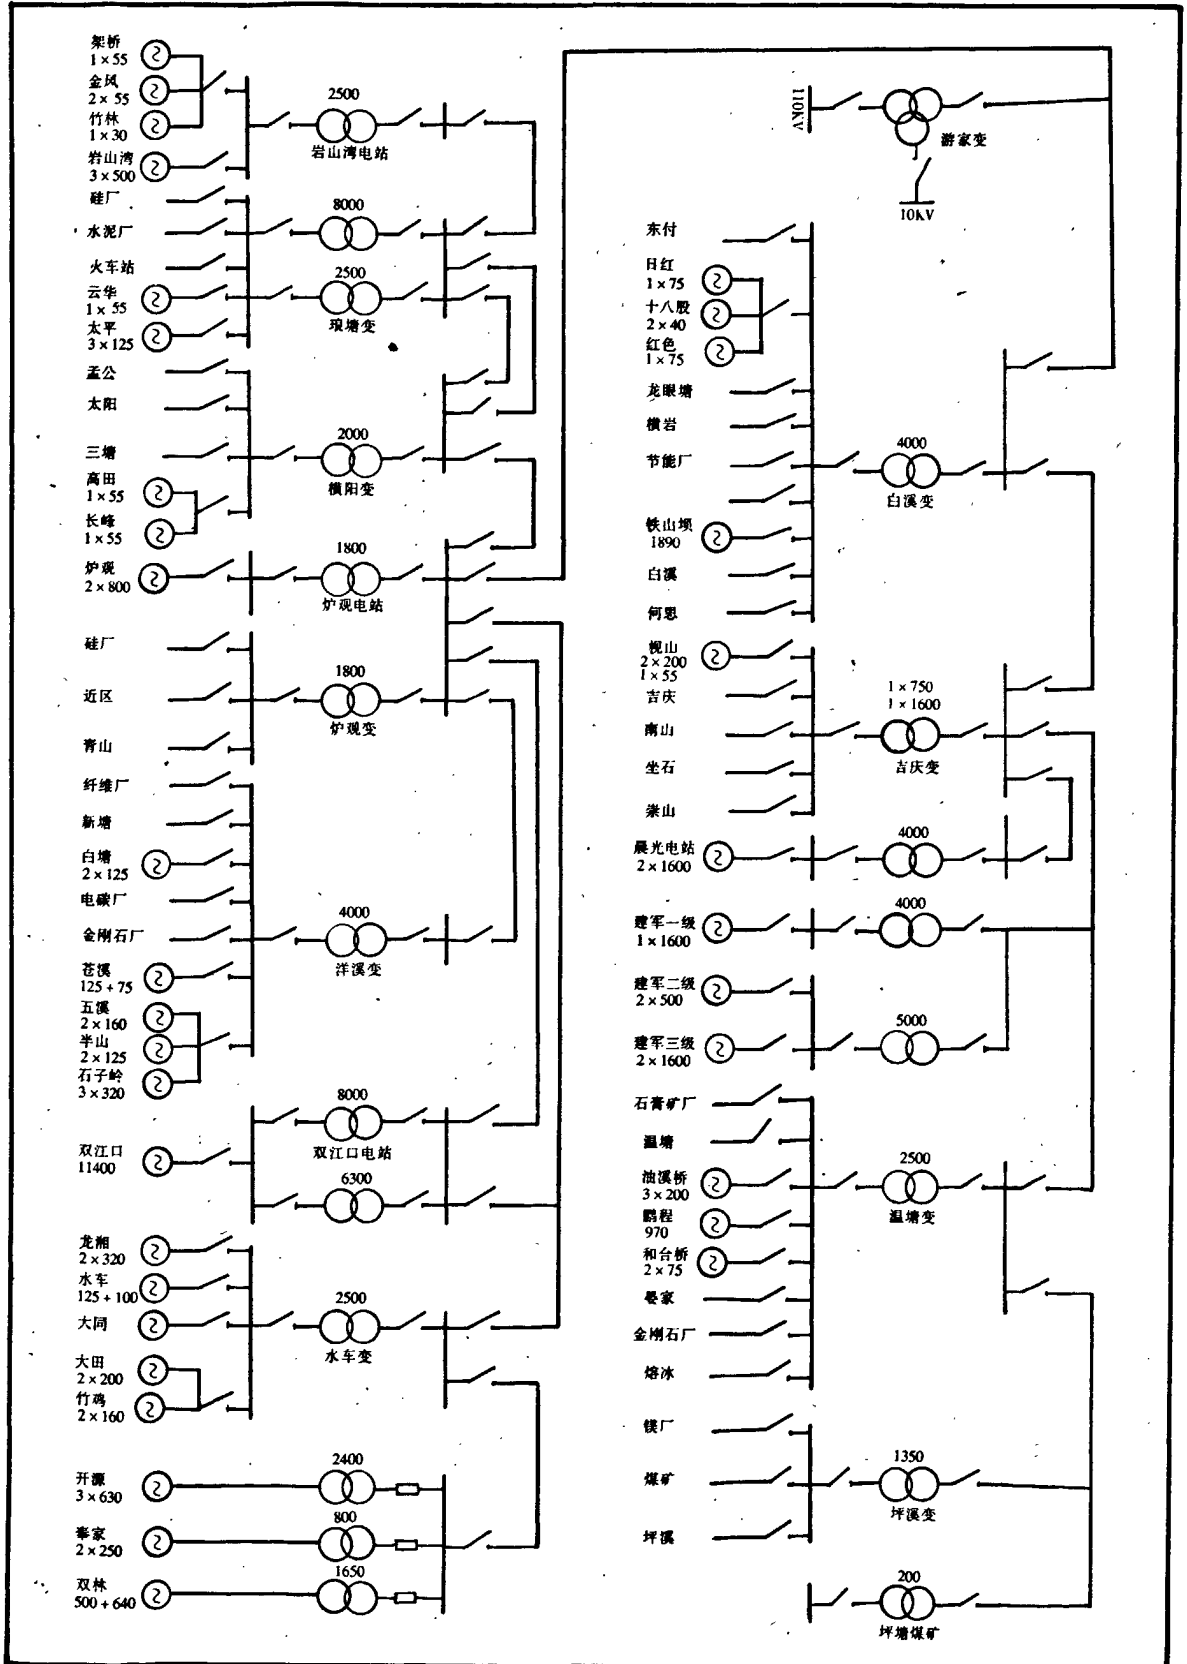 架桥
1×55
金凤
2×55
竹林
1×30
岩山湾
3×500
2500
岩山湾电站
硅厂
水泥厂
火车站
云华
1×55
太平
3×125
8000
2500
琅塘变
孟公
太阳
三塘
高田
1×55
长峰
1×55
2000
横阳变
炉观
2×800
1800
炉观电站
硅厂
近区
青山
1800
炉观变
纤维厂
新塘
白塘
2×125
电碳厂
金刚石厂
苍溪
125+75
五溪
2×160
半山
2×125
石子岭
3×320
4000
洋溪变
双江口
11400
8000
双江口电站
6300
龙湘
2×320
水车
125+100
大同
大田
2×200
竹鸡
2×160
2500
水车变
开源
3×630
2400
奉家
2×250
800
双林
500+640
1650
110KV
游家变
10KV
东付
日红
1×75
十八股
2×40
红色
1×75
龙眼塘
横岩
节能厂
铁山坝
1890
白溪
何思
4000
白溪变
枧山
2×200
1×55
吉庆
南山
坐石
崇山
1×750
1×1600
吉庆变
晨光电站
2×1600
4000
建军一级
1×1600
4000
建军二级
2×500
建军三级
2×1600
5000
石膏矿厂
温塘
油溪桥
3×200
鹏程
970
和台桥
2×75
晏家
金刚石厂
熔冰
2500
温塘变
镁厂
煤矿
坪溪
1350
坪溪变
200
坪塘煤矿